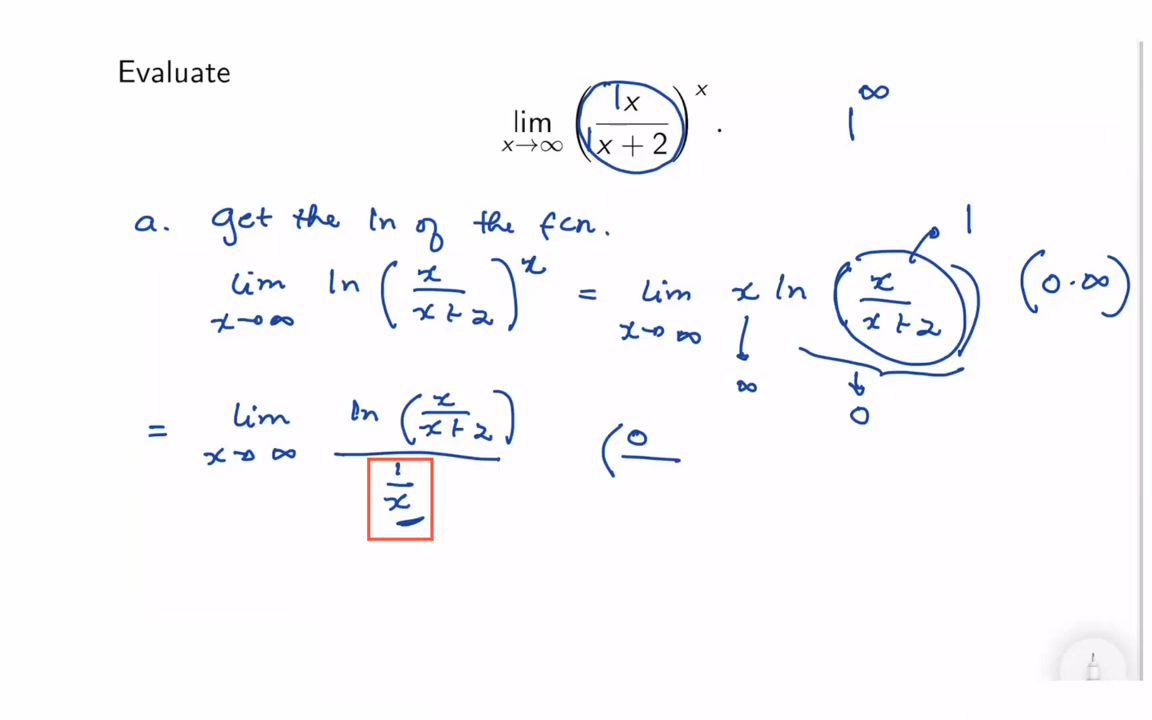 Evaluate
lim x→∞ (x / x + 2)^x . 1^∞
a. Get the ln of the fcn. 1
lim x→∞ ln (x / x + 2)^x = lim x→∞ x ln (x / x + 2) (0·∞)
∞ 0
= lim x→∞ ln (x / x + 2) / (1 / x) (0